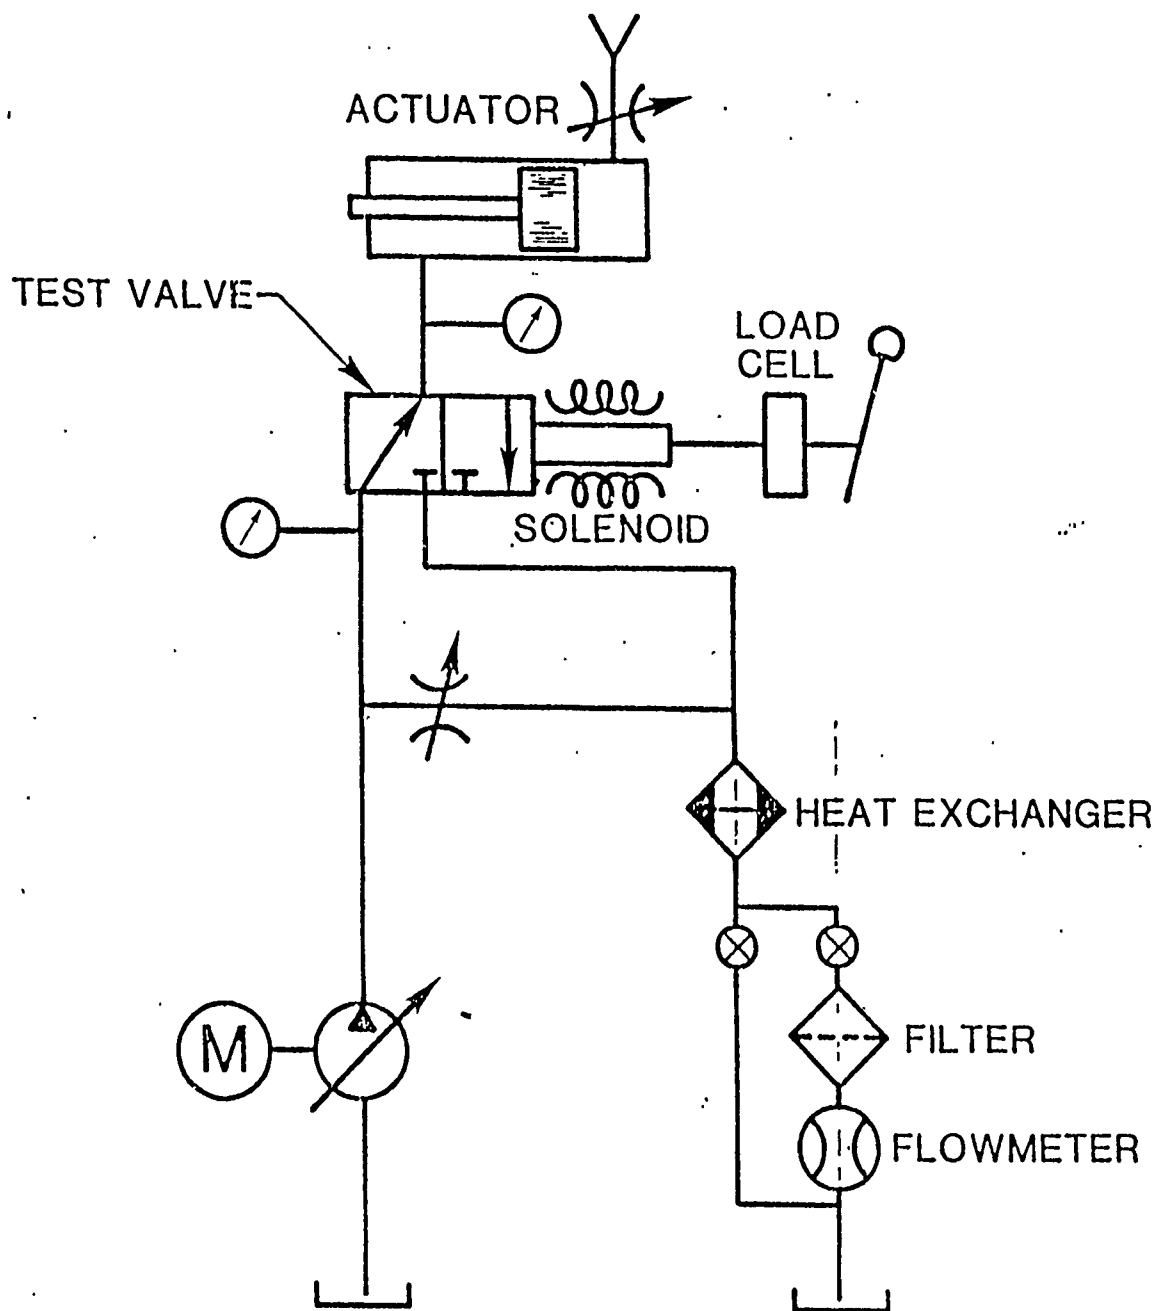 ACTUATOR
TEST VALVE
LOAD
CELL
SOLENOID
HEAT EXCHANGER
M
FILTER
FLOWMETER